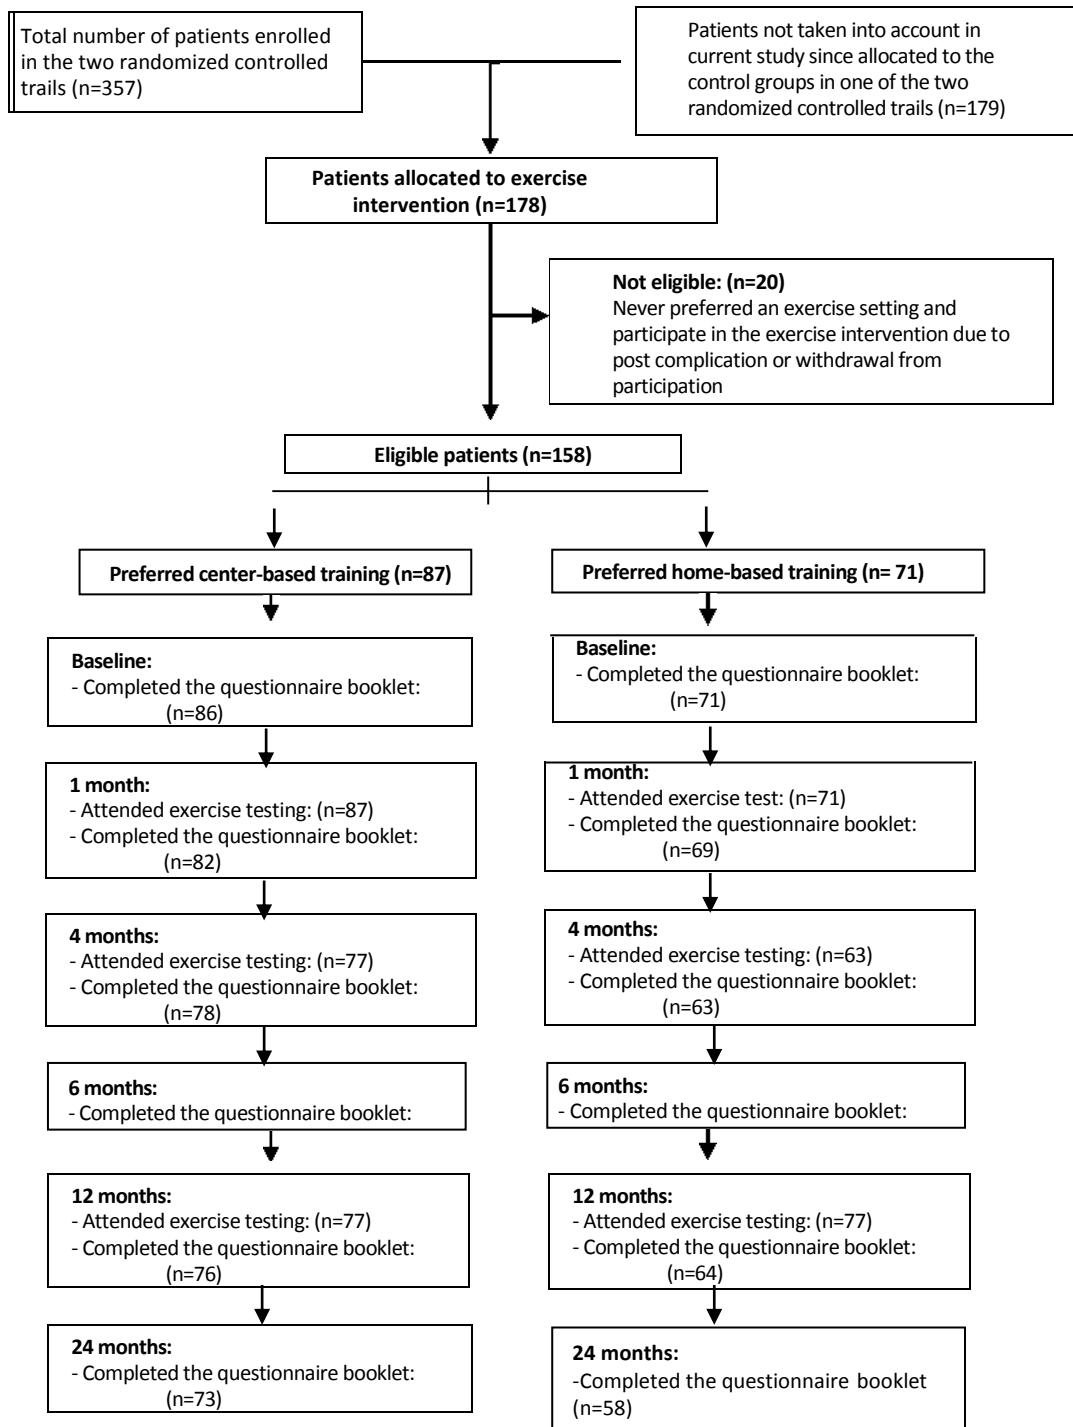 Total number of patients enrolled
in the two randomized controlled
trails (n=357)
Patients not taken into account in
current study since allocated to the
control groups in one of the two
randomized controlled trails (n=179)
Patients allocated to exercise
intervention (n=178)
Not eligible: (n=20)
Never preferred an exercise setting and
participate in the exercise intervention due to
post complication or withdrawal from
participation
Eligible patients (n=158)
Preferred center-based training (n=87)
Preferred home-based training (n= 71)
Baseline:
- Completed the questionnaire booklet:
(n=86)
Baseline:
- Completed the questionnaire booklet:
(n=71)
1 month:
- Attended exercise testing: (n=87)
- Completed the questionnaire booklet:
(n=82)
1 month:
- Attended exercise test: (n=71)
- Completed the questionnaire booklet:
(n=69)
4 months:
- Attended exercise testing: (n=77)
- Completed the questionnaire booklet:
(n=78)
4 months:
- Attended exercise testing: (n=63)
- Completed the questionnaire booklet:
(n=63)
6 months:
- Completed the questionnaire booklet:
6 months:
- Completed the questionnaire booklet:
12 months:
- Attended exercise testing: (n=77)
- Completed the questionnaire booklet:
(n=76)
12 months:
- Attended exercise testing: (n=77)
- Completed the questionnaire booklet:
(n=64)
24 months:
- Completed the questionnaire booklet:
(n=73)
24 months:
-Completed the questionnaire booklet
(n=58)